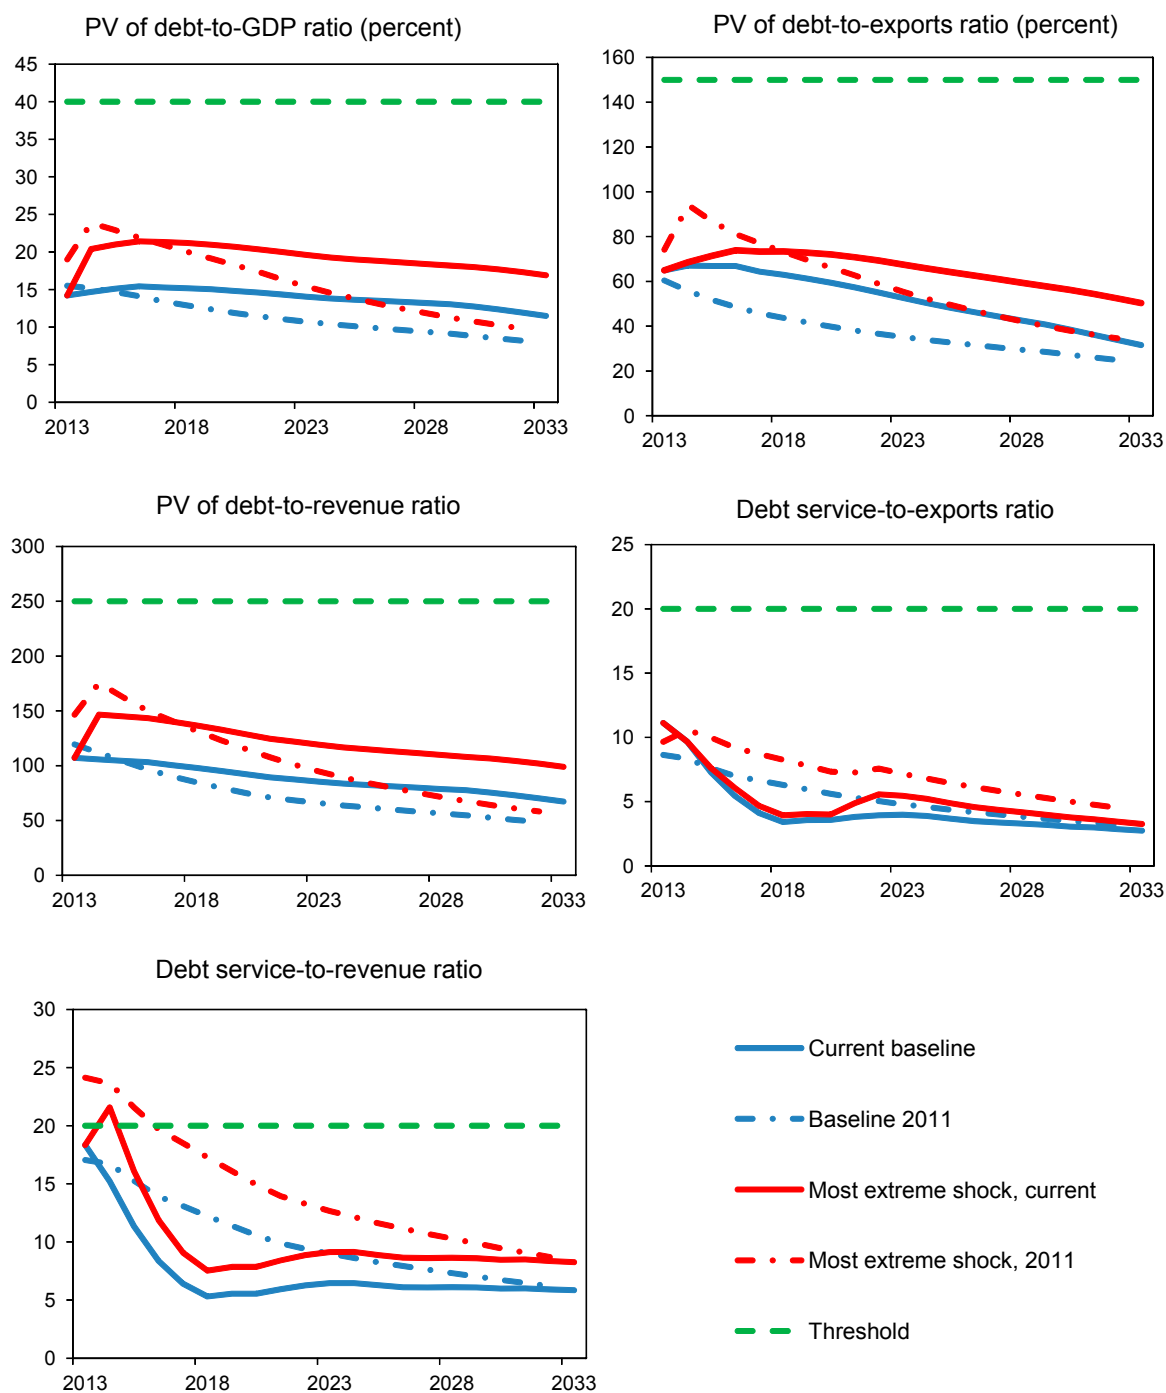 PV of debt-to-GDP ratio (percent)
45
40
35
30
25
20
15
10
5
0
2013 2018 2023 2028 2033
PV of debt-to-exports ratio (percent)
160
140
120
100
80
60
40
20
0
2013 2018 2023 2028 2033
PV of debt-to-revenue ratio
300
250
200
150
100
50
0
2013 2018 2023 2028 2033
Debt service-to-exports ratio
25
20
15
10
5
0
2013 2018 2023 2028 2033
Debt service-to-revenue ratio
30
25
20
15
10
5
0
2013 2018 2023 2028 2033
Current baseline
Baseline 2011
Most extreme shock, current
Most extreme shock, 2011
Threshold